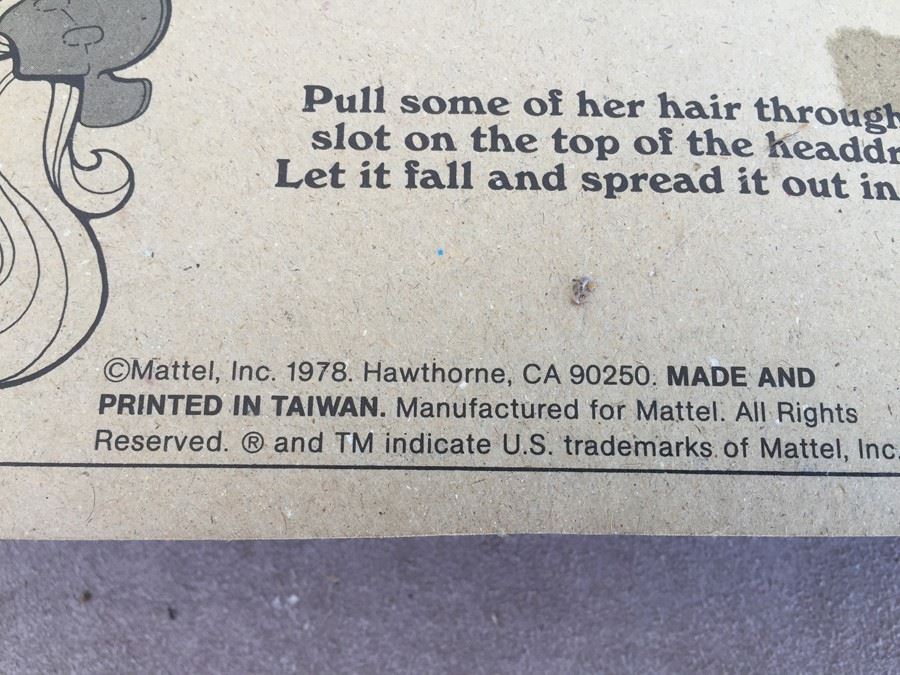 Pull some of her hair through
slot on the top of the
Let it fall and spread it out in
©Mattel, Inc. 1978. Hawthorne, CA 90250. MADE AND
PRINTED IN TAIWAN. Manufactured for Mattel. All Rights
Reserved. ® and TM indicate U.S. trademarks of Mattel, Inc.